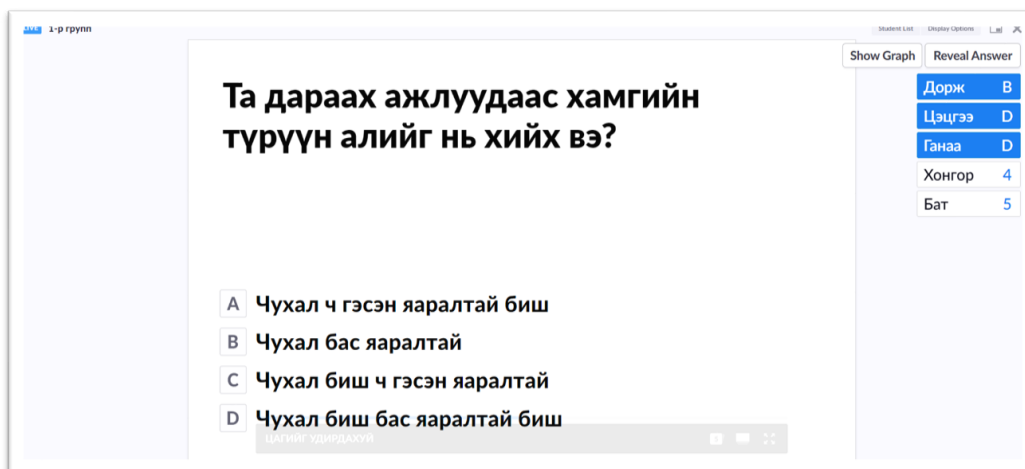 LIVE 1-р групп
Student List Display Options
Show Graph Reveal Answer
Та дараах ажлуудаас хамгийн
түрүүн алийг нь хийх вэ?
Дорж B
Цэцгээ D
Ганаа D
Хонгор 4
Бат 5
A Чухал ч гэсэн яаралтай биш
B Чухал бас яаралтай
C Чухал биш ч гэсэн яаралтай
D Чухал биш бас яаралтай биш
ЦАГИЙГ УДИРДАХУЙ